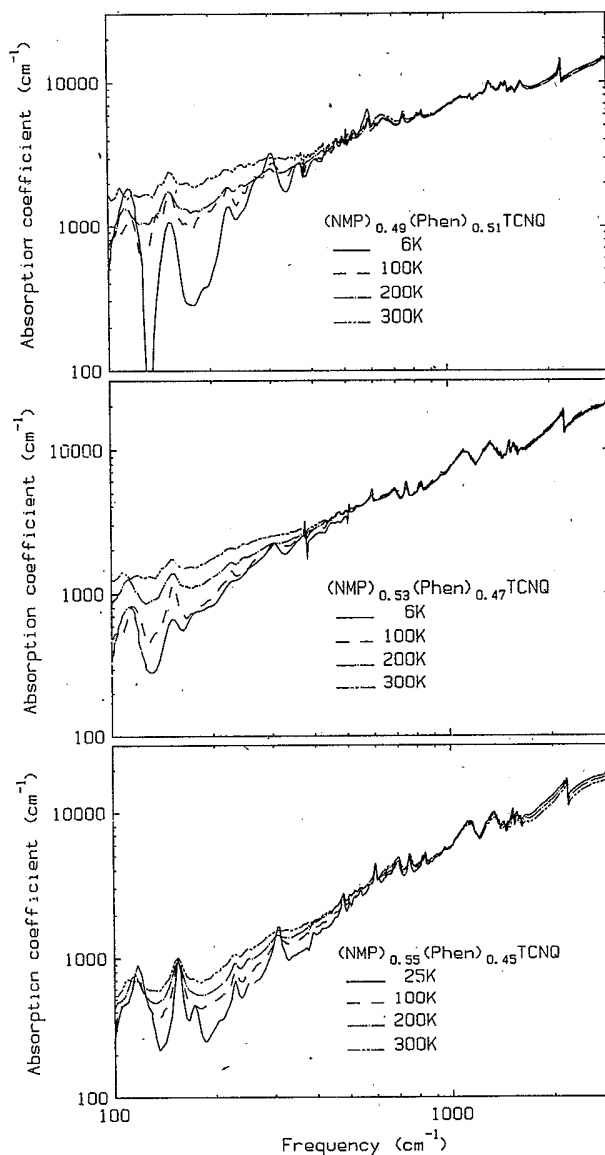 Absorption coefficient (cm-1)
10000
1000
100
(NMP)0.49(Phen)0.51TCNQ
6K
100K
200K
300K
Absorption coefficient (cm-1)
10000
1000
100
(NMP)0.53(Phen)0.47TCNQ
6K
100K
200K
300K
Absorption coefficient (cm-1)
10000
1000
100
(NMP)0.55(Phen)0.45TCNQ
25K
100K
200K
300K
100
1000
Frequency (cm-1)